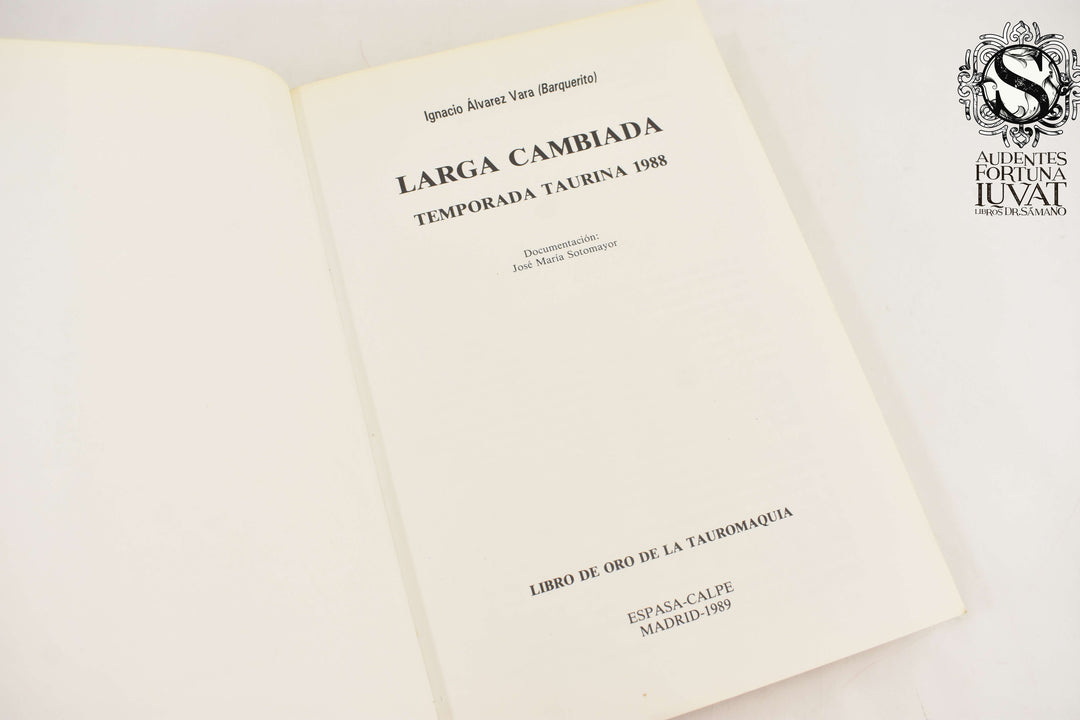 Ignacio Álvarez Vara (Barquerito)
LARGA CAMBIADA
TEMPORADA TAURINA 1988
Documentación:
José María Sotomayor
LIBRO DE ORO DE LA TAUROMAQUIA
ESPASA-CALPE
MADRID-1989
S
AUDENTES
FORTUNA
IUVAT
LIBROS DR. SÁMANO